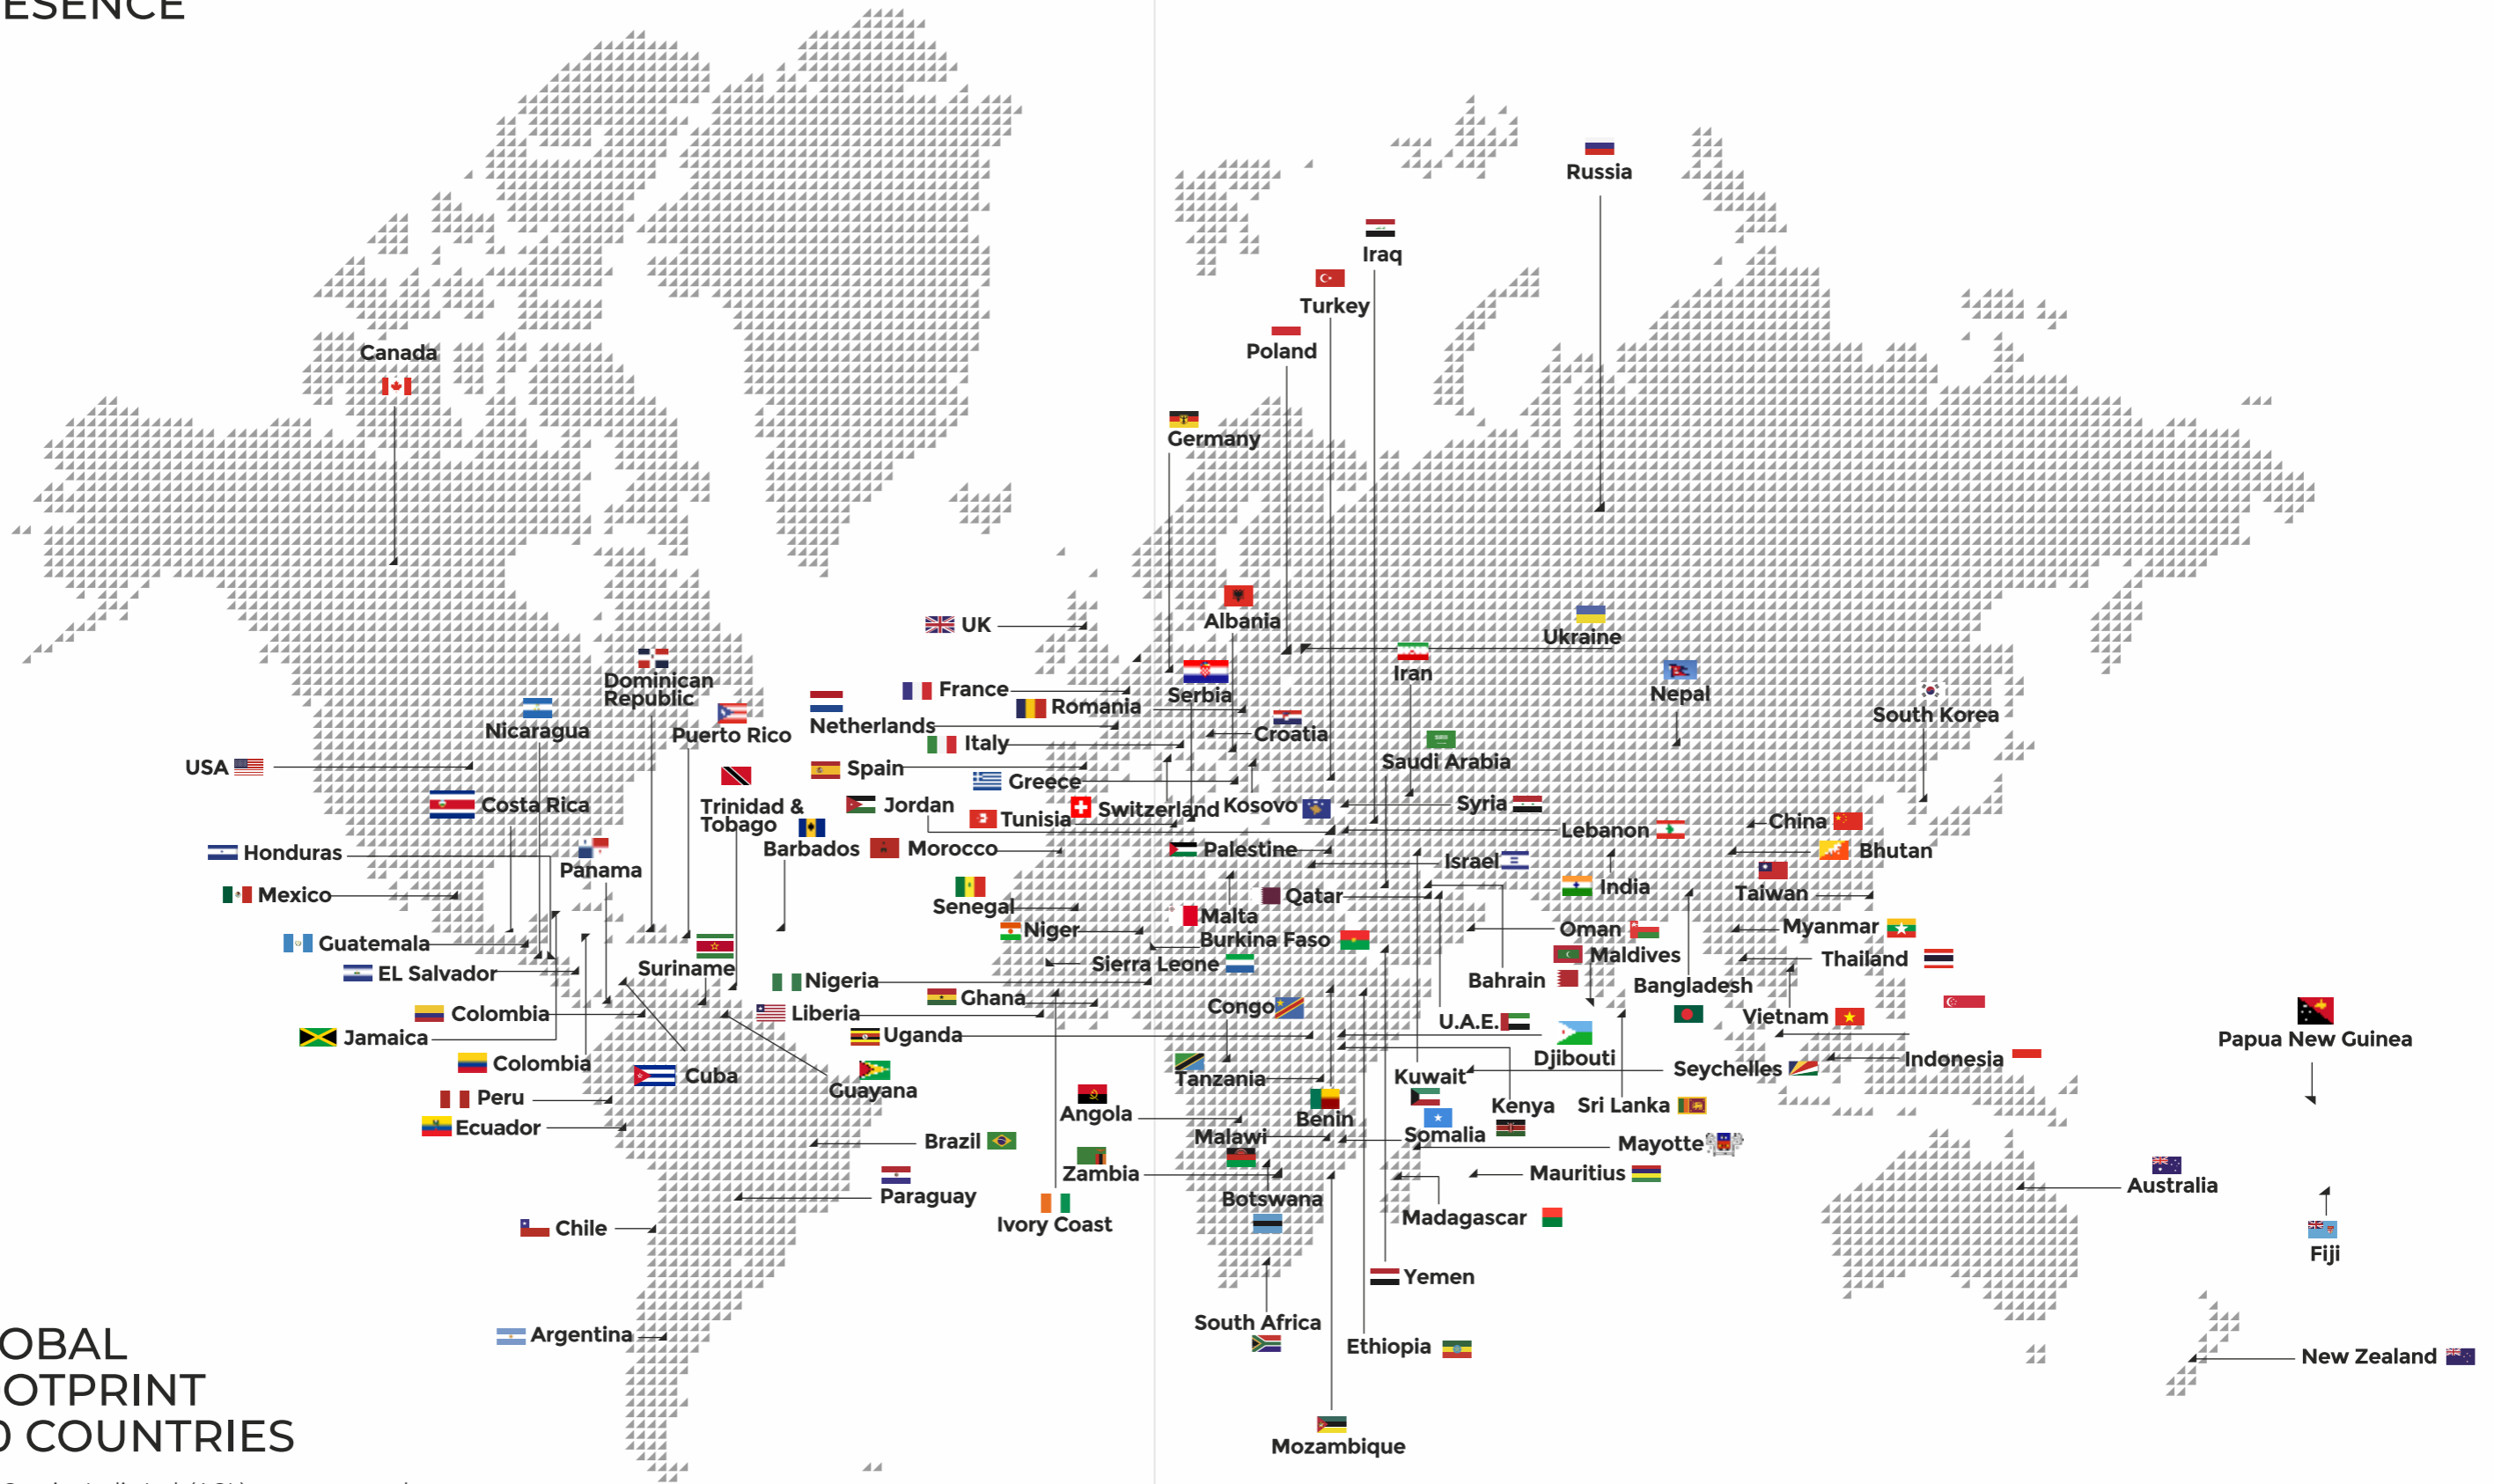 ESENCE
Russia
Iraq
Turkey
Poland
Canada
Germany
Albania
UK
Ukraine
Iran
Dominican
Republic
France
Serbia
Nepal
Romania
South Korea
Netherlands
Nicaragua
Puerto Rico
Croatia
Italy
Saudi Arabia
USA
Spain
Greece
Costa Rica
Trinidad &
Tobago
Jordan
Switzerland
Kosovo
Syria
Tunisia
China
Lebanon
Honduras
Barbados
Morocco
Palestine
Bhutan
Israel
Panama
India
Mexico
Taiwan
Qatar
Senegal
Malta
Myanmar
Niger
Oman
Guatemala
Burkina Faso
Maldives
Thailand
Sierra Leone
EL Salvador
Suriname
Nigeria
Bahrain
Bangladesh
Ghana
Congo
Colombia
Liberia
Vietnam
U.A.E.
Jamaica
Uganda
Papua New Guinea
Djibouti
Indonesia
Colombia
Seychelles
Cuba
Kuwait
Tanzania
Guayana
Peru
Kenya
Sri Lanka
Angola
Benin
Ecuador
Malawi
Somalia
Brazil
Mayotte
Zambia
Mauritius
Australia
Paraguay
Botswana
Madagascar
Ivory Coast
Chile
Fiji
Yemen
South Africa
Argentina
Ethiopia
New Zealand
OBAL
OTPRINT
0 COUNTRIES
Mozambique